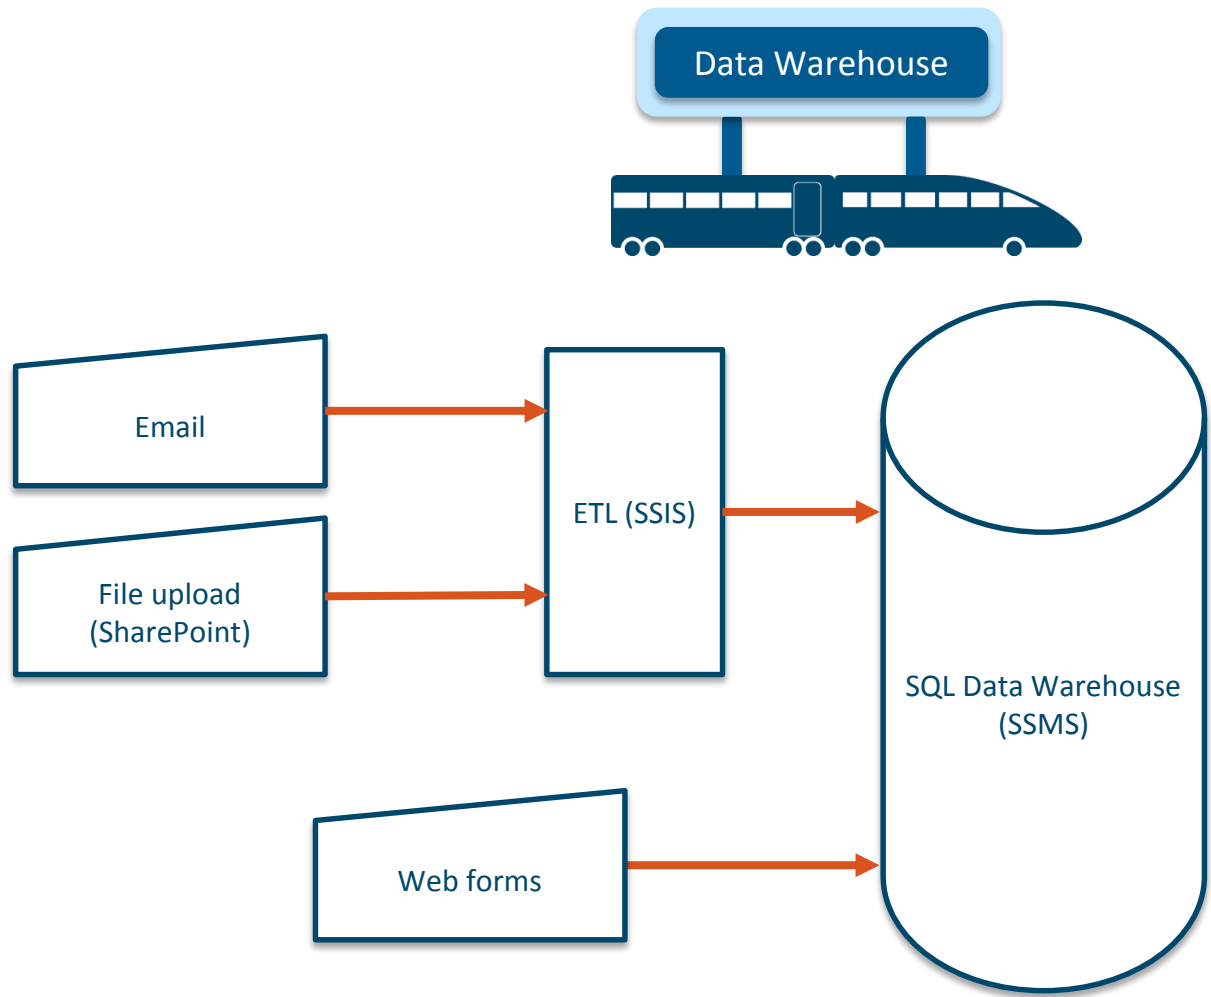 Data Warehouse
Email
ETL (SSIS)
File upload
(SharePoint)
SQL Data Warehouse
(SSMS)
Web forms